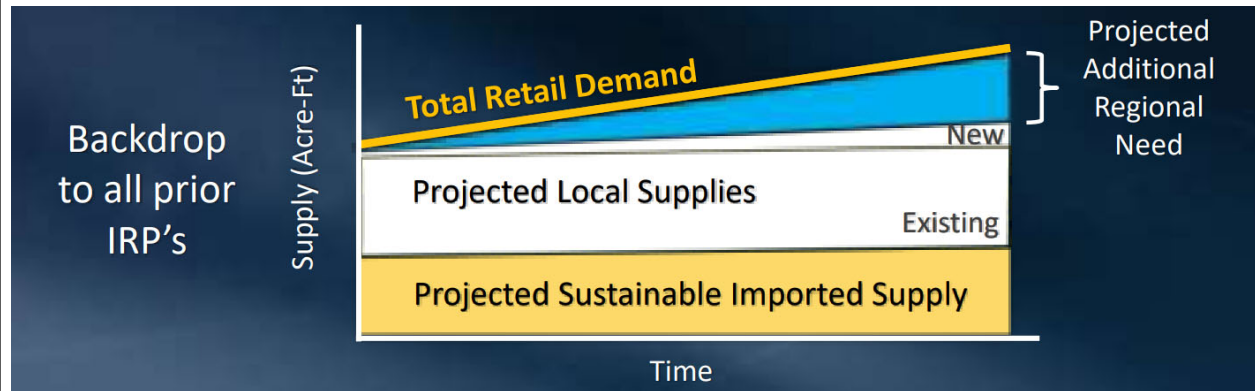 Backdrop
to all prior
IRP's
Supply (Acre-Ft)
Total Retail Demand
New
Projected Local Supplies
Existing
Projected Sustainable Imported Supply
Time
Projected
Additional
Regional
Need